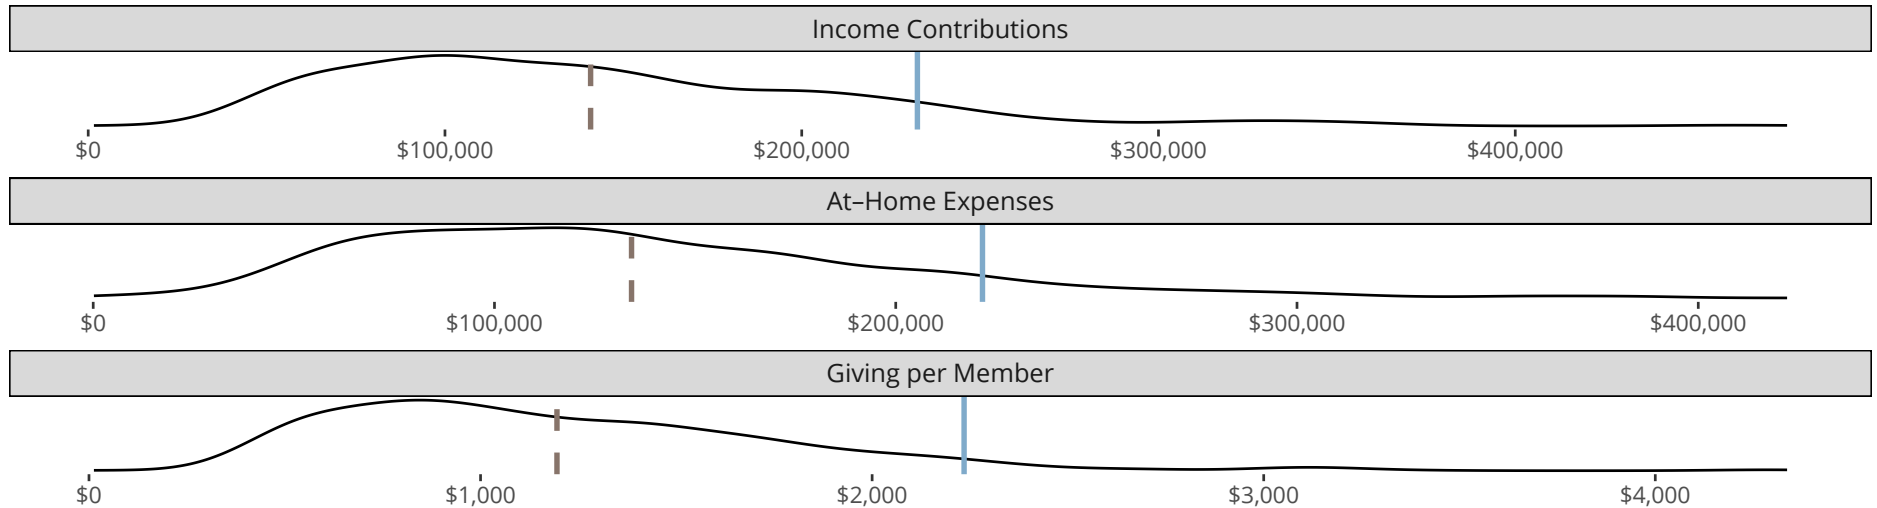 Income Contributions
$0 $100,000 $200,000 $300,000 $400,000
At–Home Expenses
$0 $100,000 $200,000 $300,000 $400,000
Giving per Member
$0 $1,000 $2,000 $3,000 $4,000